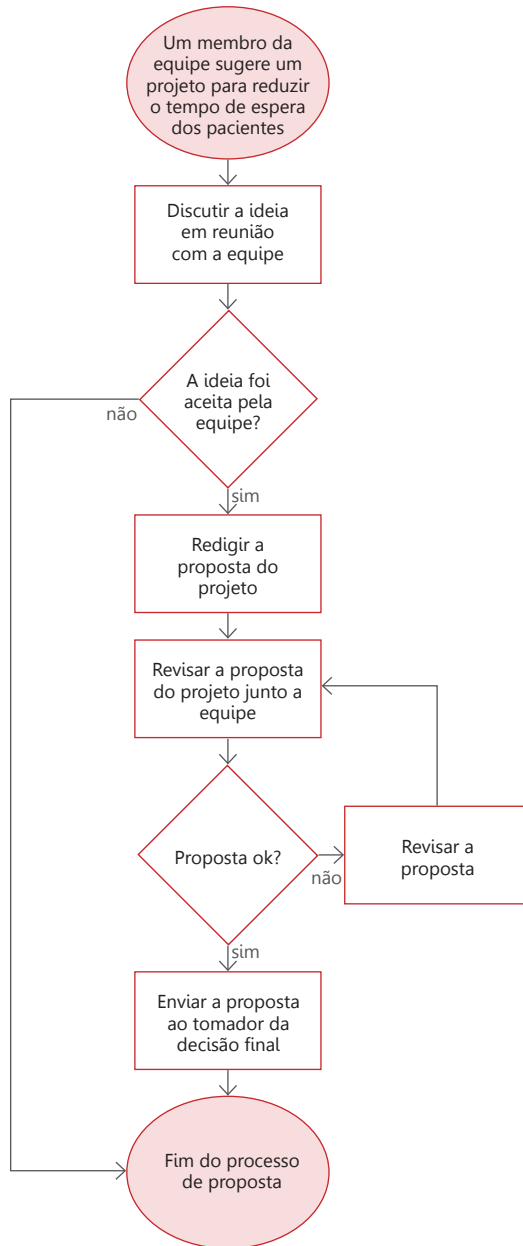 Um membro da
equipe sugere um
projeto para reduzir
o tempo de espera
dos pacientes
Discutir a ideia
em reunião
com a equipe
A ideia foi
aceita pela
equipe?
não
sim
Redigir a
proposta do
projeto
Revisar a proposta
do projeto junto a
equipe
Proposta ok?
não
Revisar a
proposta
sim
Enviar a proposta
ao tomador da
decisão final
Fim do processo
de proposta